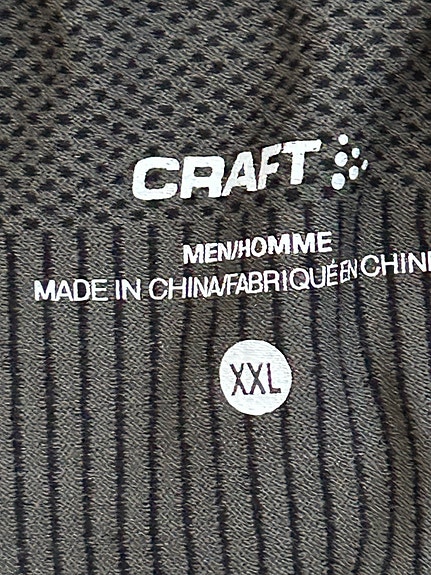 CRAFT
MEN/HOMME
MADE IN CHINA/FABRIQUÉ EN CHIN
XXL